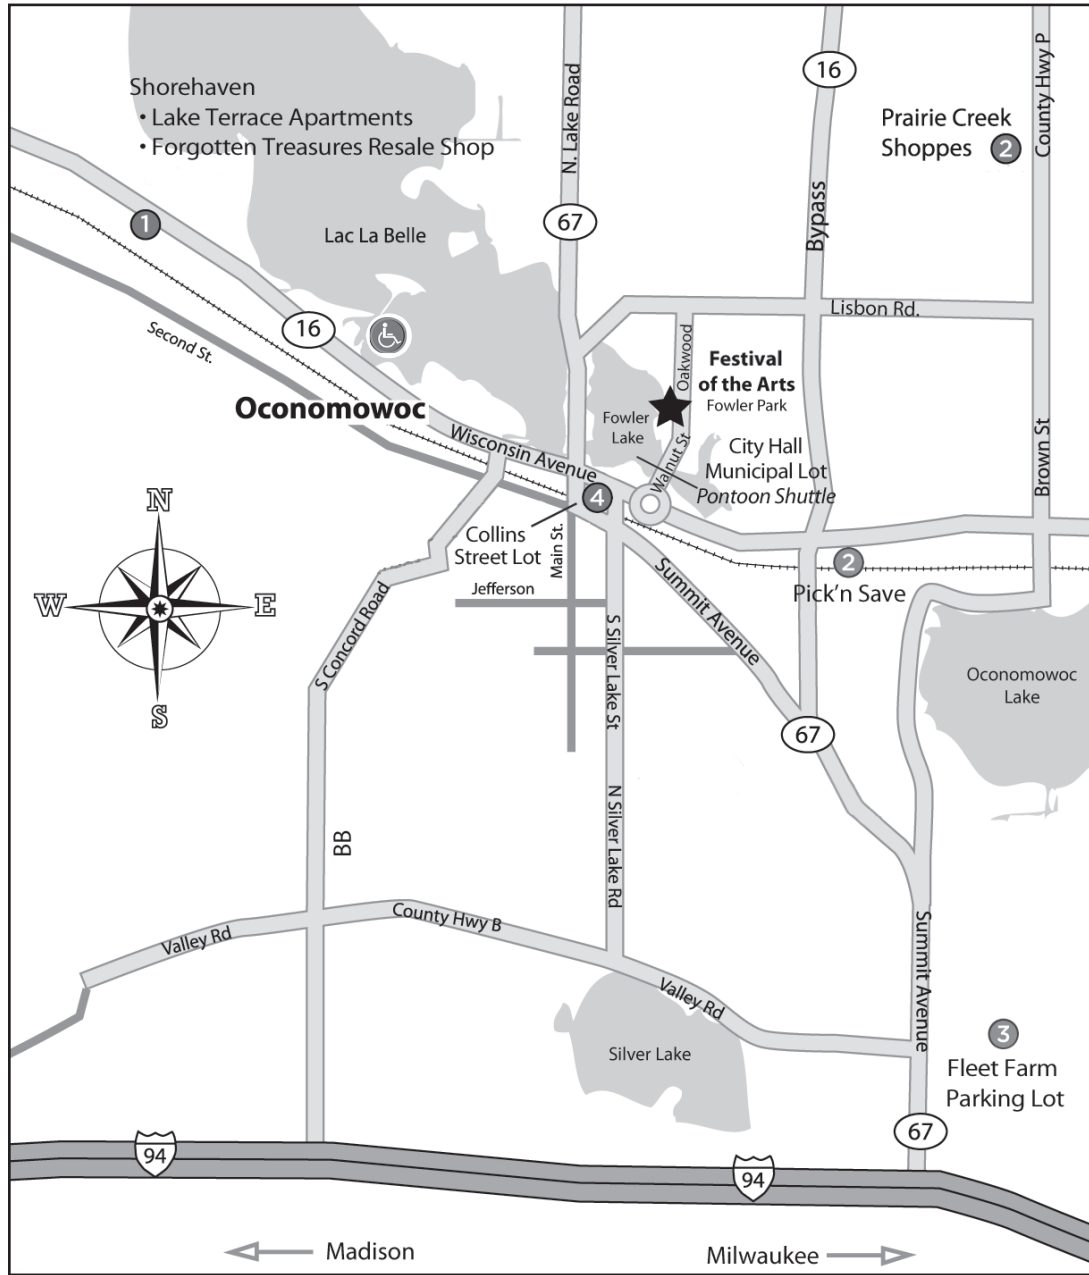 Shorehaven
• Lake Terrace Apartments
• Forgotten Treasures Resale Shop
N. Lake Road
16
County Hwy P
Prairie Creek
Shoppes 2
67
Bypass
1
Lac La Belle
16
Second St.
Lisbon Rd.
Oakwood
Festival
of the Arts
Fowler Park
Oconomowoc
Fowler
Lake
Wisconsin Avenue
Walnut St
City Hall
Municipal Lot
Pontoon Shuttle
Brown St
4
Collins
Street Lot
Main St.
N
W
E
S
Jefferson
Summit Avenue
2
Pick’n Save
S Concord Road
S Silver Lake St
Oconomowoc
Lake
67
BB
N Silver Lake Rd
Valley Rd
County Hwy B
Valley Rd
Summit Avenue
Silver Lake
3
Fleet Farm
Parking Lot
67
94
94
Madison
Milwaukee